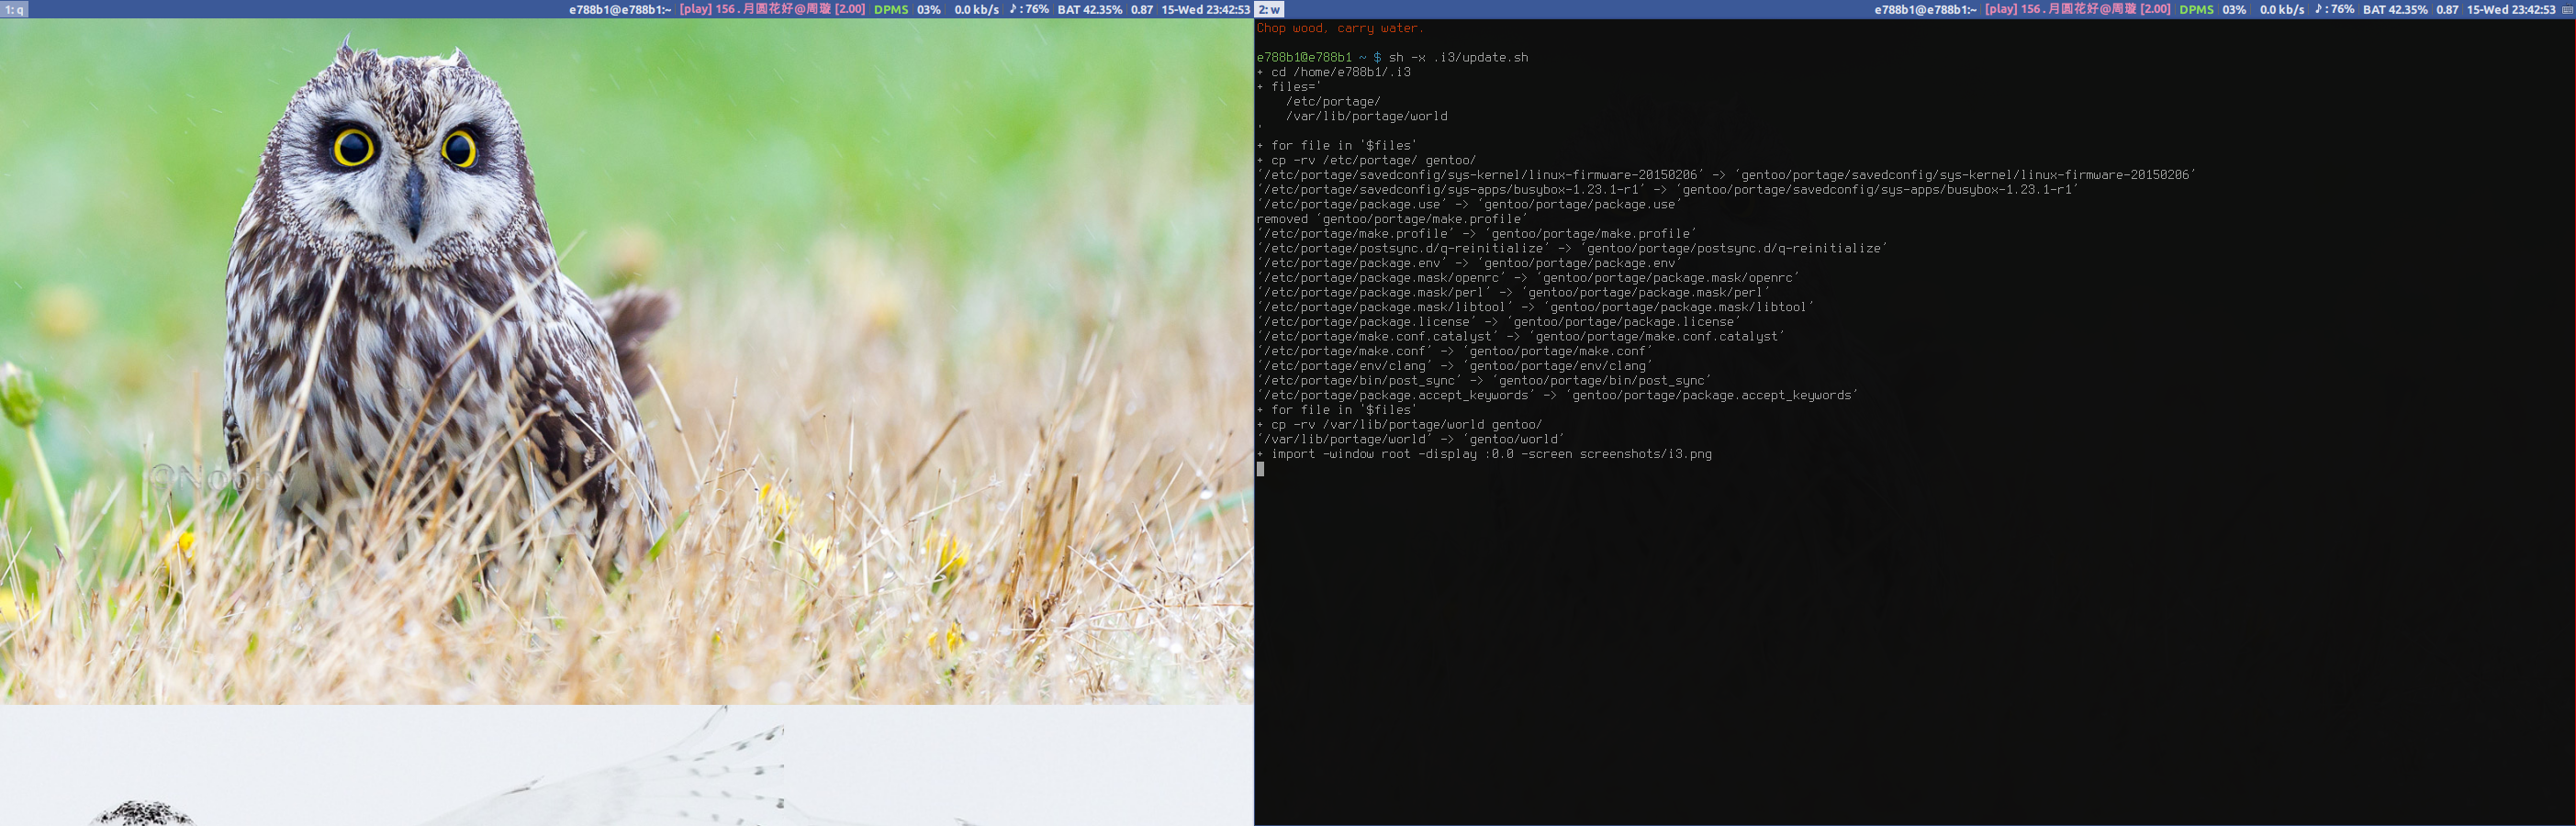 1: q
e788b1@e788b1:~ [play] 156 . 月圆花好@周璇 [2.00] DPMS 03% 0.0 kb/s ♪ : 76% BAT 42.35% 0.87 15-Wed 23:42:53
©Nobby
2: w
e788b1@e788b1:~ [play] 156 . 月圆花好@周璇 [2.00] DPMS 03% 0.0 kb/s ♪ : 76% BAT 42.35% 0.87 15-Wed 23:42:53
Chop wood, carry water.
e788b1@e788b1 ~ $ sh -x .i3/update.sh
+ cd /home/e788b1/.i3
+ files='
/etc/portage/
/var/lib/portage/world
'
+ for file in '$files'
+ cp -rv /etc/portage/ gentoo/
‘/etc/portage/savedconfig/sys-kernel/linux-firmware-20150206’ -> ‘gentoo/portage/savedconfig/sys-kernel/linux-firmware-20150206’
‘/etc/portage/savedconfig/sys-apps/busybox-1.23.1-r1’ -> ‘gentoo/portage/savedconfig/sys-apps/busybox-1.23.1-r1’
‘/etc/portage/package.use’ -> ‘gentoo/portage/package.use’
removed ‘gentoo/portage/make.profile’
‘/etc/portage/make.profile’ -> ‘gentoo/portage/make.profile’
‘/etc/portage/postsync.d/q-reinitialize’ -> ‘gentoo/portage/postsync.d/q-reinitialize’
‘/etc/portage/package.env’ -> ‘gentoo/portage/package.env’
‘/etc/portage/package.mask/openrc’ -> ‘gentoo/portage/package.mask/openrc’
‘/etc/portage/package.mask/perl’ -> ‘gentoo/portage/package.mask/perl’
‘/etc/portage/package.mask/libtool’ -> ‘gentoo/portage/package.mask/libtool’
‘/etc/portage/package.license’ -> ‘gentoo/portage/package.license’
‘/etc/portage/make.conf.catalyst’ -> ‘gentoo/portage/make.conf.catalyst’
‘/etc/portage/make.conf’ -> ‘gentoo/portage/make.conf’
‘/etc/portage/env/clang’ -> ‘gentoo/portage/env/clang’
‘/etc/portage/bin/post_sync’ -> ‘gentoo/portage/bin/post_sync’
‘/etc/portage/package.accept_keywords’ -> ‘gentoo/portage/package.accept_keywords’
+ for file in '$files'
+ cp -rv /var/lib/portage/world gentoo/
‘/var/lib/portage/world’ -> ‘gentoo/world’
+ import -window root -display :0.0 -screen screenshots/i3.png